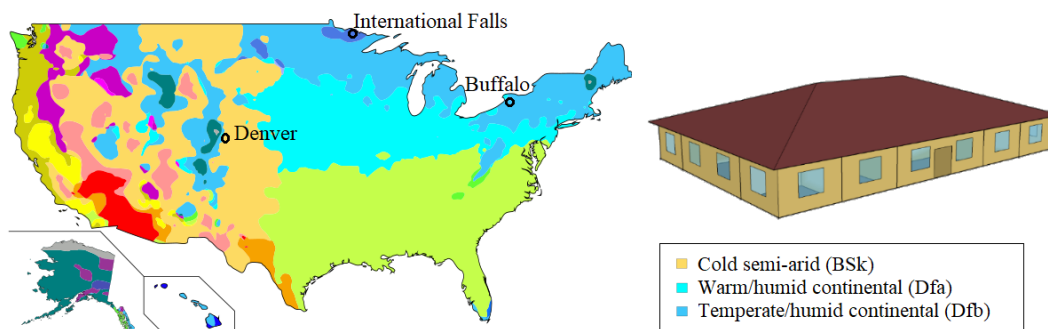 International Falls
Buffalo
Denver
Cold semi-arid (BSk)
Warm/humid continental (Dfa)
Temperate/humid continental (Dfb)